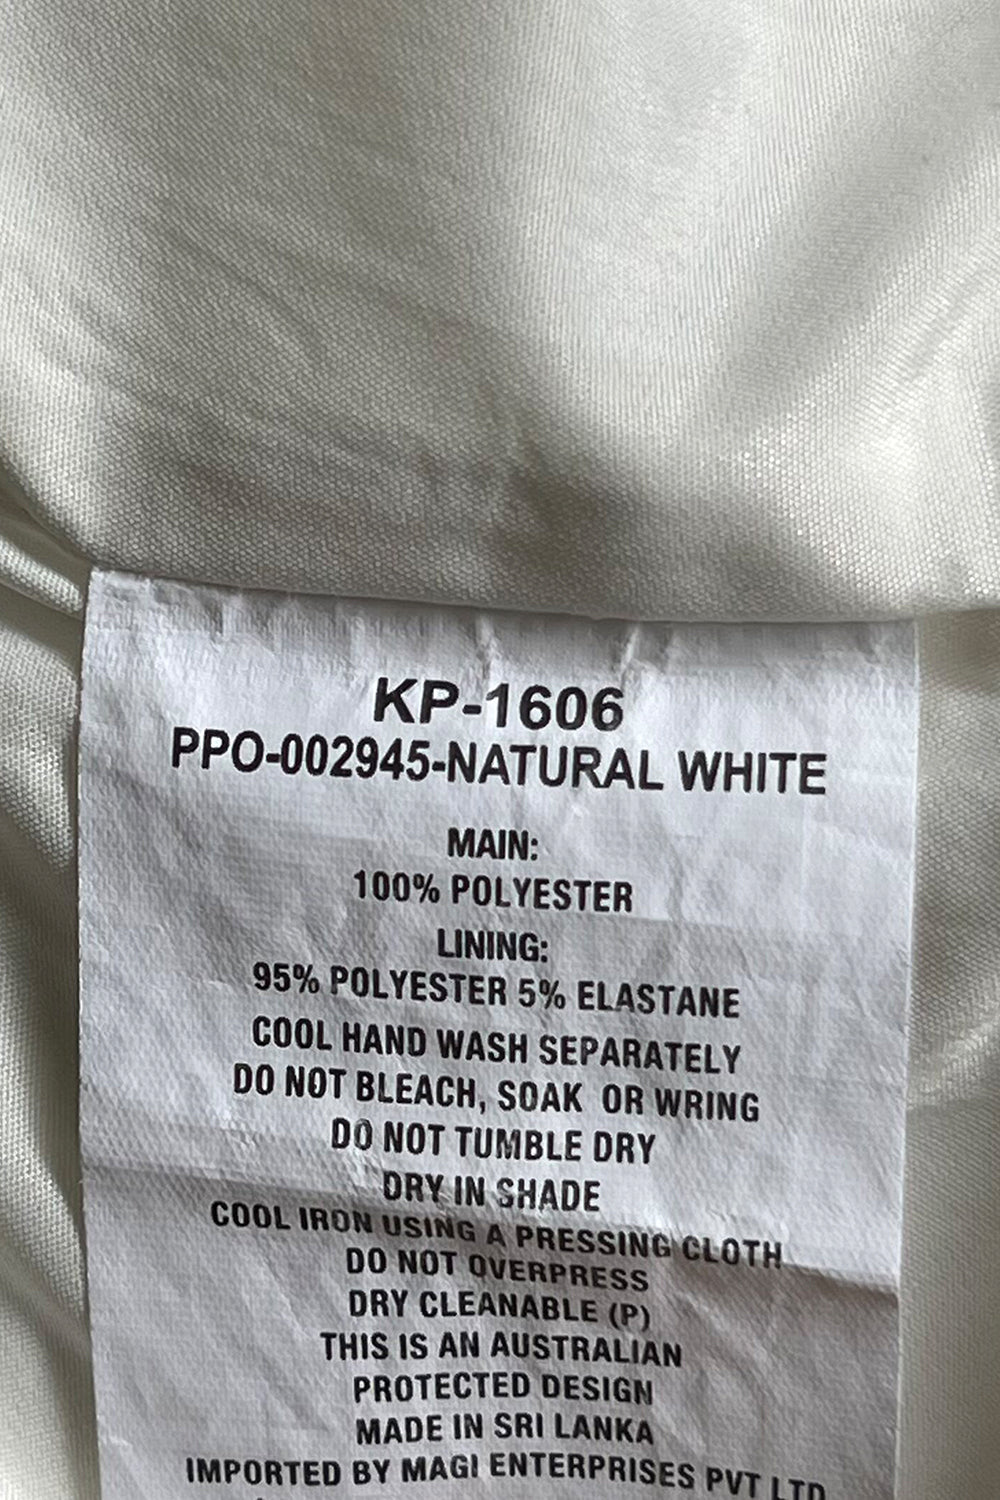 KP-1606
PPO-002945-NATURAL WHITE
MAIN:
100% POLYESTER
LINING:
95% POLYESTER 5% ELASTANE
COOL HAND WASH SEPARATELY
DO NOT BLEACH, SOAK OR WRING
DO NOT TUMBLE DRY
DRY IN SHADE
COOL IRON USING A PRESSING CLOTH
DO NOT OVERPRESS
DRY CLEANABLE (P)
THIS IS AN AUSTRALIAN
PROTECTED DESIGN
MADE IN SRI LANKA
IMPORTED BY MAGI ENTERPRISES PVT LTD